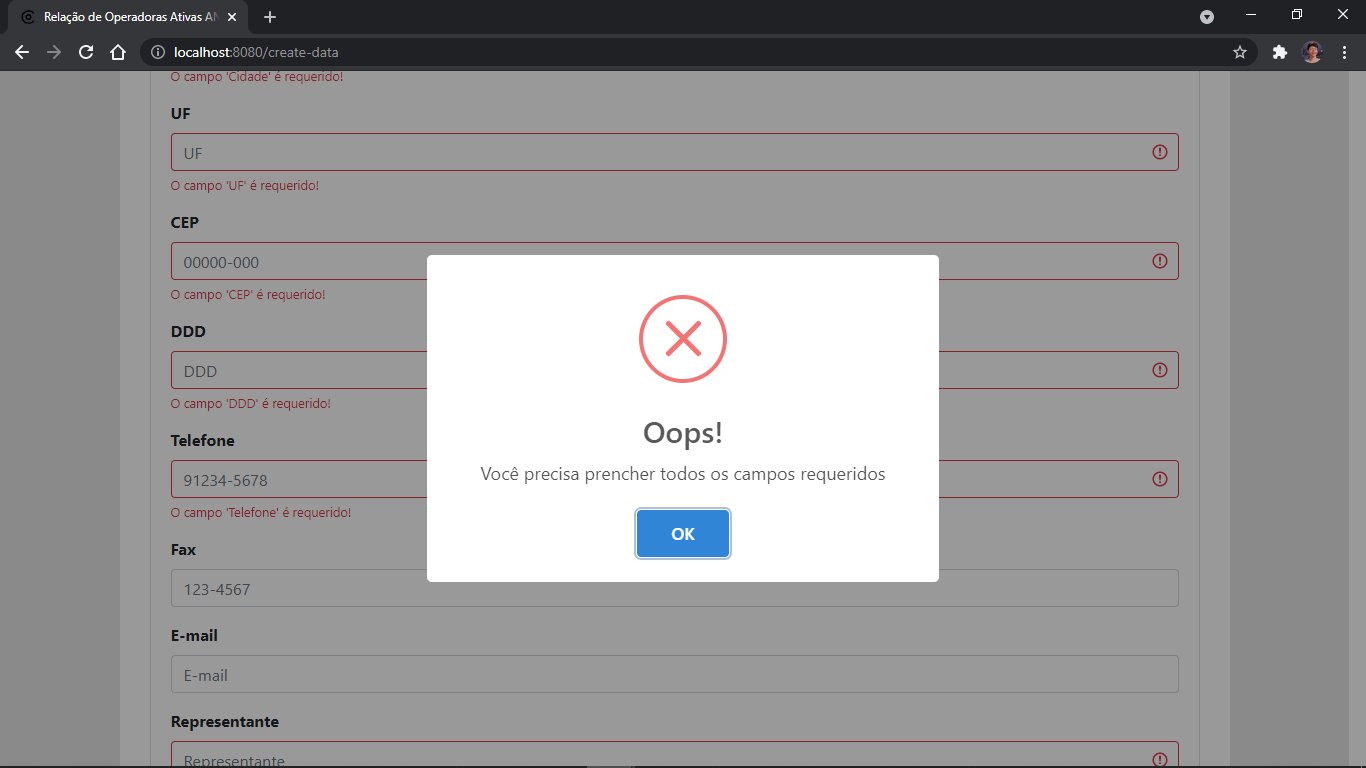 Relação de Operadoras Ativas AN
localhost:8080/create-data
O campo 'Cidade' é requerido!
UF
UF
O campo 'UF' é requerido!
CEP
00000-000
O campo 'CEP' é requerido!
DDD
DDD
O campo 'DDD' é requerido!
Telefone
91234-5678
O campo 'Telefone' é requerido!
Fax
123-4567
E-mail
E-mail
Representante
Representante
Oops!
Você precisa prencher todos os campos requeridos
OK